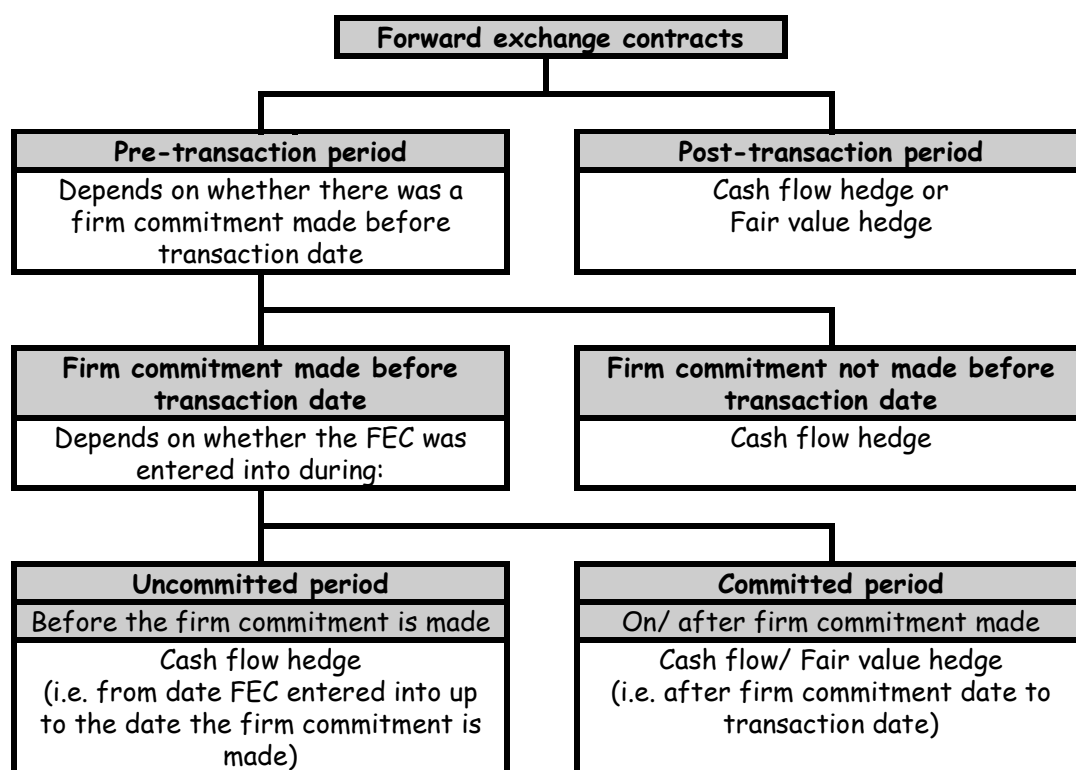 Forward exchange contracts
Pre-transaction period
Depends on whether there was a
firm commitment made before
transaction date
Post-transaction period
Cash flow hedge or
Fair value hedge
Firm commitment made before
transaction date
Depends on whether the FEC was
entered into during:
Firm commitment not made before
transaction date
Cash flow hedge
Uncommitted period
Before the firm commitment is made
Cash flow hedge
(i.e. from date FEC entered into up
to the date the firm commitment is
made)
Committed period
On/ after firm commitment made
Cash flow/ Fair value hedge
(i.e. after firm commitment date to
transaction date)